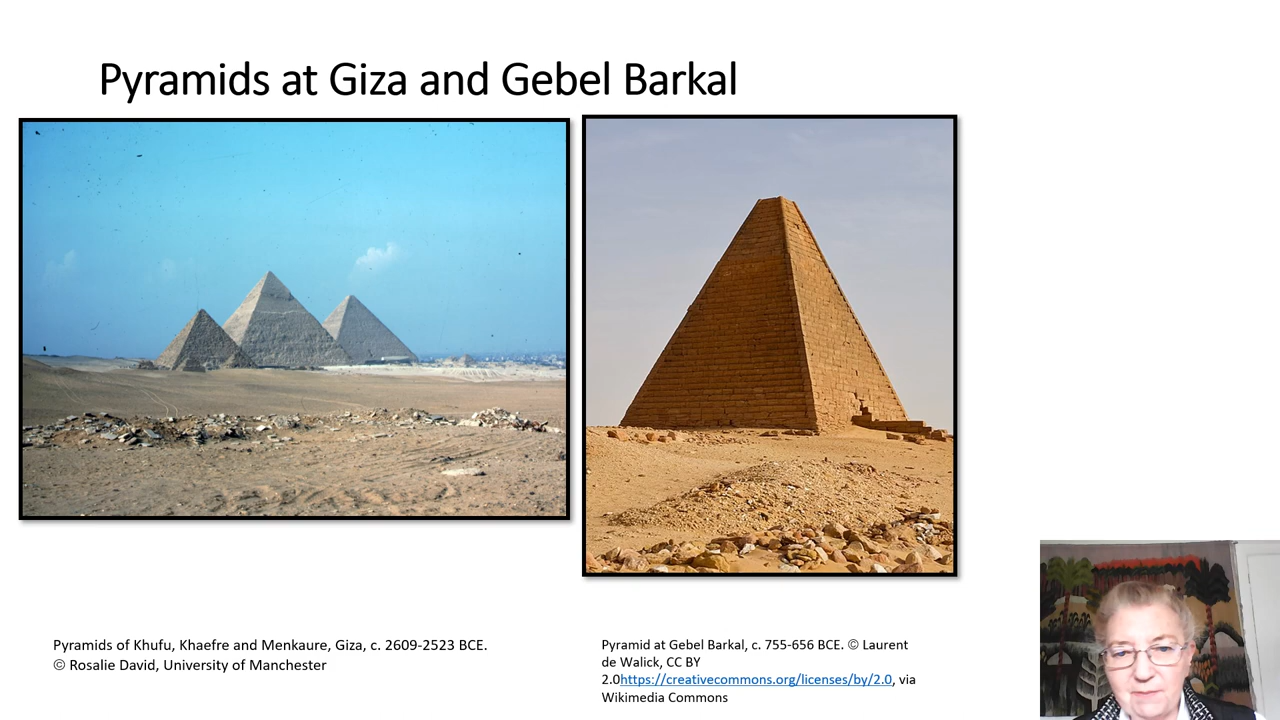 Pyramids at Giza and Gebel Barkal
Pyramids of Khufu, Khaefre and Menkaure, Giza, c. 2609-2523 BCE.
© Rosalie David, University of Manchester
Pyramid at Gebel Barkal, c. 755-656 BCE. © Laurent
de Walick, CC BY
2.0https://creativecommons.org/licenses/by/2.0, via
Wikimedia Commons